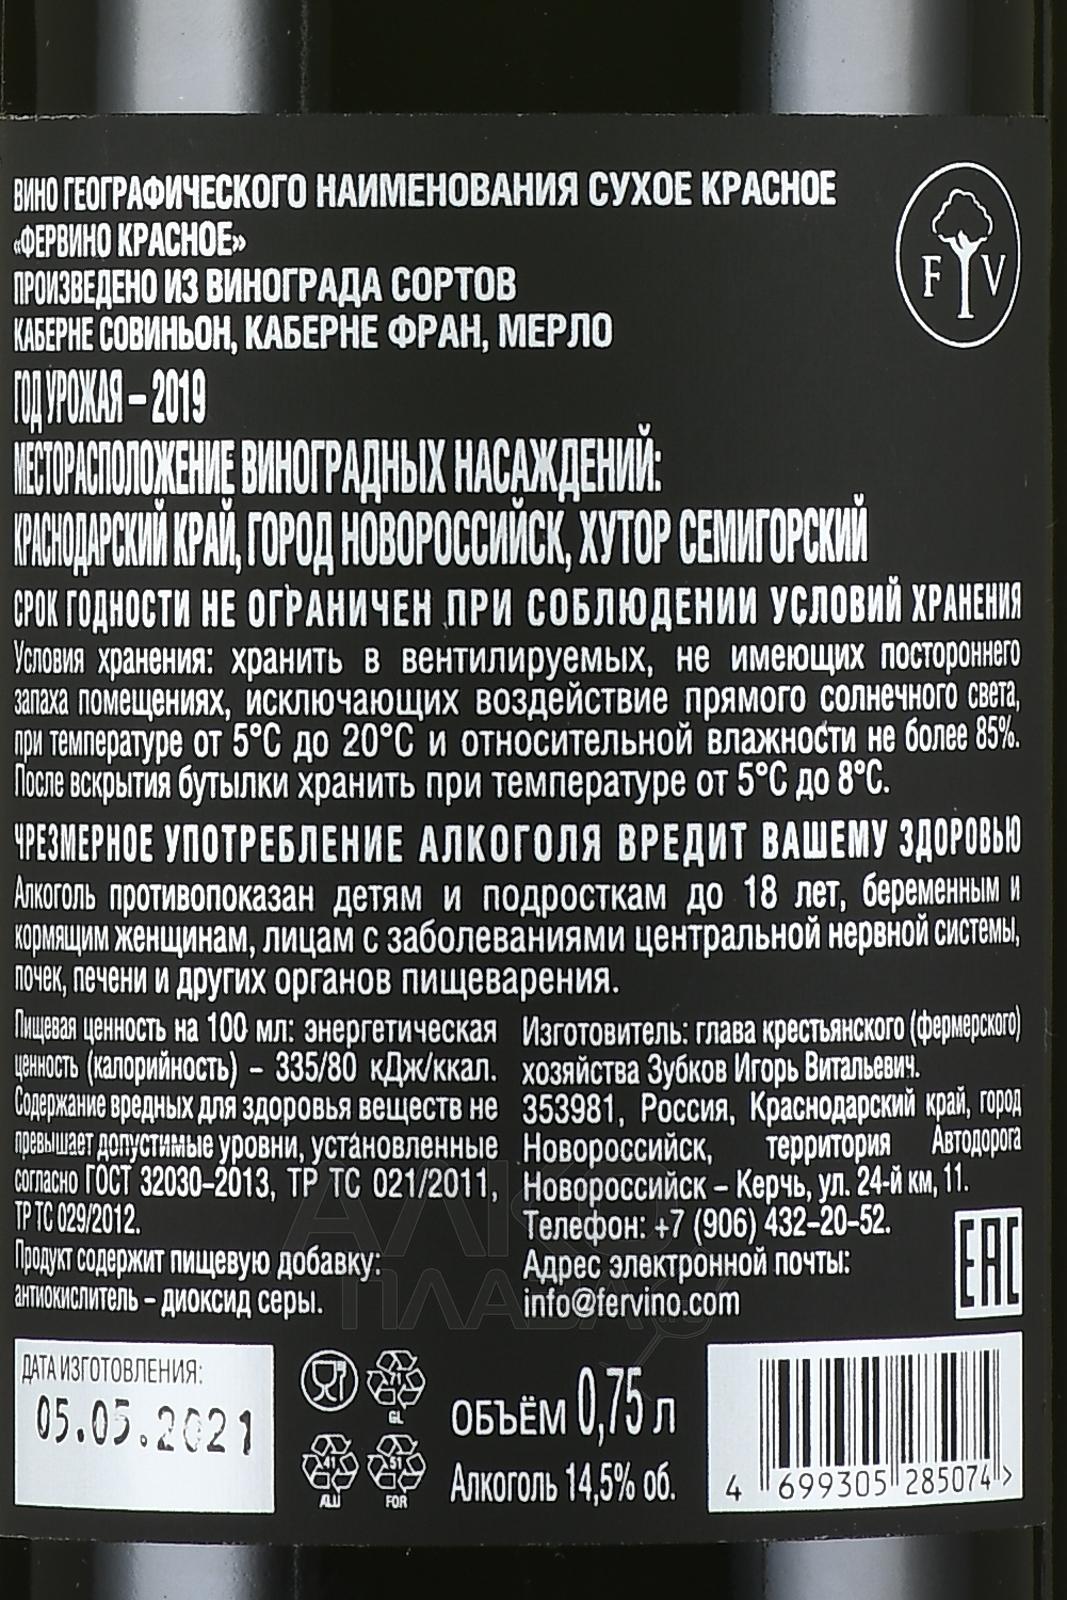 ВИНО ГЕОГРАФИЧЕСКОГО НАИМЕНОВАНИЯ СУХОЕ КРАСНОЕ
«ФЕРВИНО КРАСНОЕ»
ПРОИЗВЕДЕНО ИЗ ВИНОГРАДА СОРТОВ
КАБЕРНЕ СОВИНЬОН, КАБЕРНЕ ФРАН, МЕРЛО
F V
ГОД УРОЖАЯ – 2019
МЕСТОРАСПОЛОЖЕНИЕ ВИНОГРАДНЫХ НАСАЖДЕНИЙ:
КРАСНОДАРСКИЙ КРАЙ, ГОРОД НОВОРОССИЙСК, ХУТОР СЕМИГОРСКИЙ
СРОК ГОДНОСТИ НЕ ОГРАНИЧЕН ПРИ СОБЛЮДЕНИИ УСЛОВИЙ ХРАНЕНИЯ
Условия хранения: хранить в вентилируемых, не имеющих постороннего
запаха помещениях, исключающих воздействие прямого солнечного света,
при температуре от 5°С до 20°С и относительной влажности не более 85%.
После вскрытия бутылки хранить при температуре от 5°С до 8°С.
ЧРЕЗМЕРНОЕ УПОТРЕБЛЕНИЕ АЛКОГОЛЯ ВРЕДИТ ВАШЕМУ ЗДОРОВЬЮ
Алкоголь противопоказан детям и подросткам до 18 лет, беременным и
кормящим женщинам, лицам с заболеваниями центральной нервной системы,
почек, печени и других органов пищеварения.
Пищевая ценность на 100 мл: энергетическая
ценность (калорийность) – 335/80 кДж/ккал.
Содержание вредных для здоровья веществ не
превышает допустимые уровни, установленные
согласно ГОСТ 32030–2013, ТР ТС 021/2011,
ТР ТС 029/2012.
Продукт содержит пищевую добавку:
антиокислитель – диоксид серы.
Изготовитель: глава крестьянского (фермерского)
хозяйства Зубков Игорь Витальевич.
353981, Россия, Краснодарский край, город
Новороссийск, территория Автодорога
Новороссийск – Керчь, ул. 24-й км, 11.
Телефон: +7 (906) 432–20–52.
Адрес электронной почты:
info@fervino.com
EAC
АЛКО
ПЛАЗА
ДАТА ИЗГОТОВЛЕНИЯ:
05.05.2021
71
GL
41
ALU
51
FOR
ОБЪЁМ 0,75 л
Алкоголь 14,5% об.
4 699305 285074 >